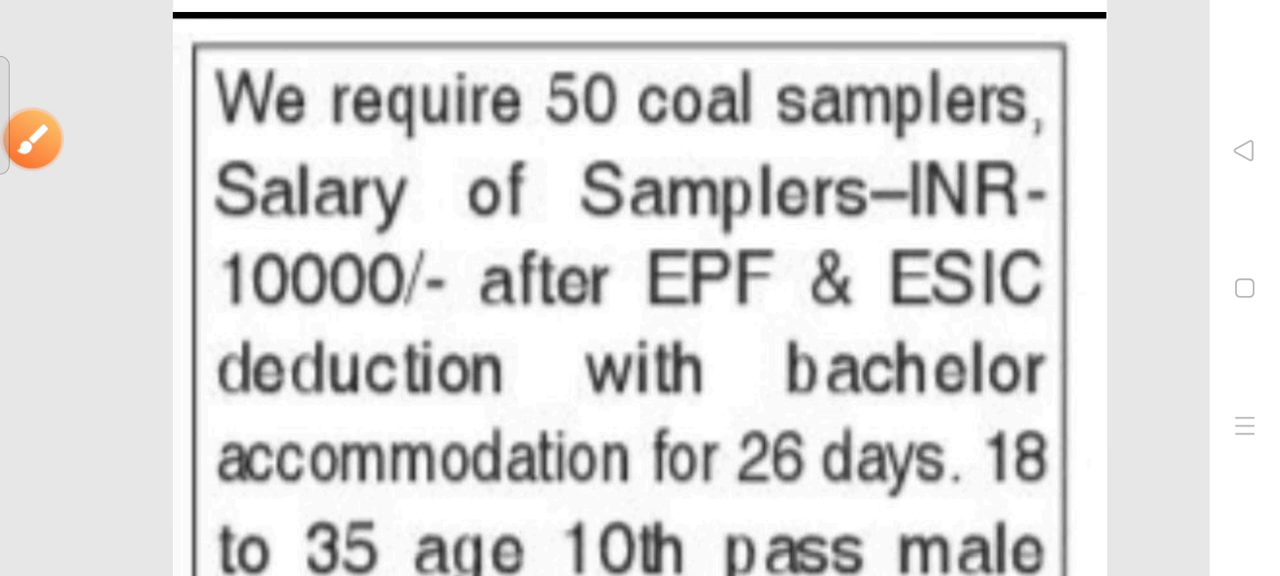 We require 50 coal samplers,
Salary of Samplers–INR-
10000/- after EPF & ESIC
deduction with bachelor
accommodation for 26 days. 18
to 35 age 10th pass male